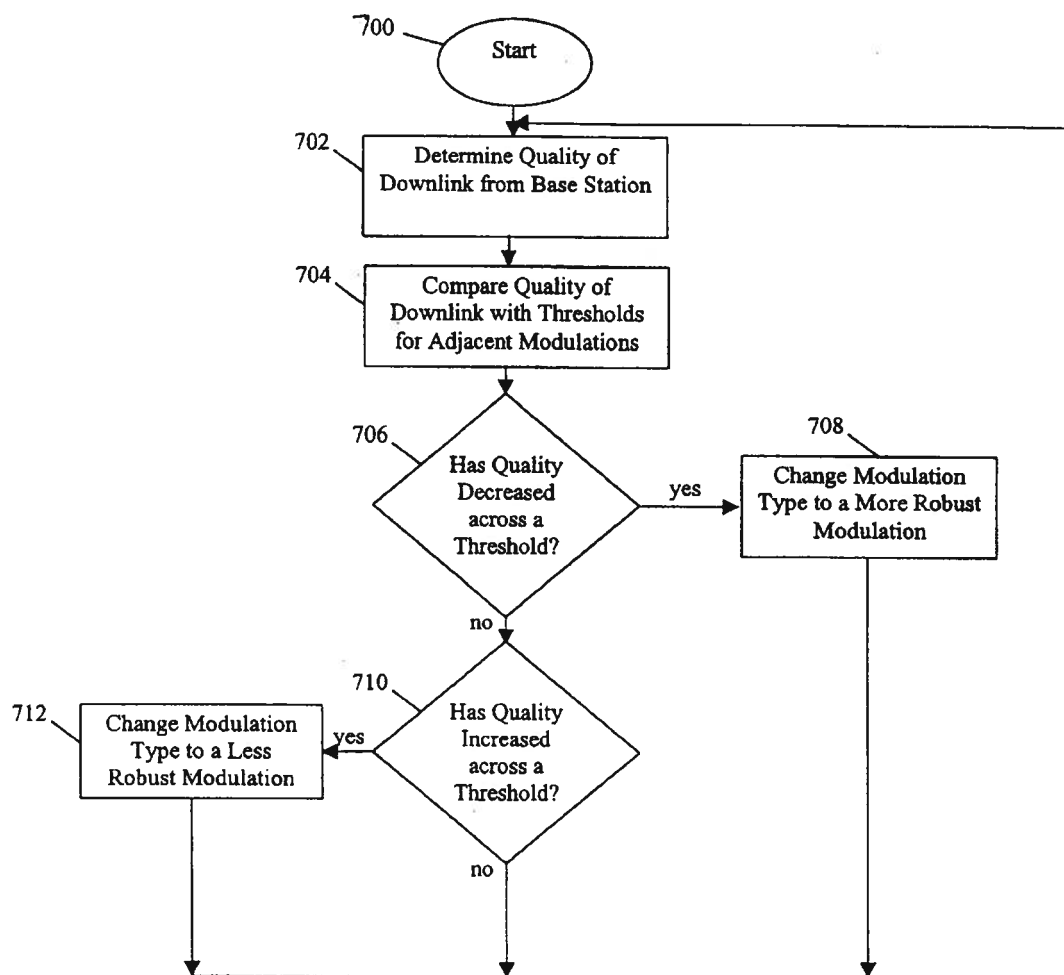 700
Start
702
Determine Quality of
Downlink from Base Station
704
Compare Quality of
Downlink with Thresholds
for Adjacent Modulations
706
Has Quality
Decreased
across a
Threshold?
yes
708
Change Modulation
Type to a More Robust
Modulation
no
710
Has Quality
Increased
across a
Threshold?
yes
712
Change Modulation
Type to a Less
Robust Modulation
no